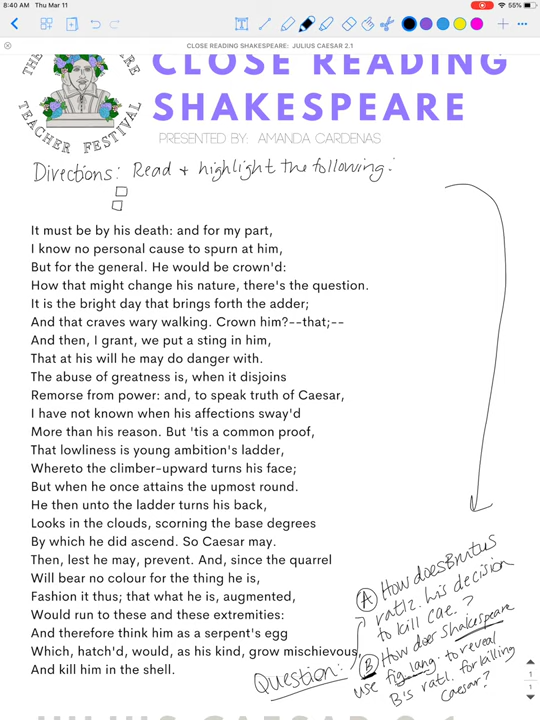 8:40 AM Thu Mar 11
55%
CLOSE READING SHAKESPEARE: JULIUS CAESAR 2.1
TEACHER FESTIVAL
CLOSE READING
SHAKESPEARE
PRESENTED BY: AMANDA CARDENAS
Directions: Read + highlight the following:
It must be by his death: and for my part,
I know no personal cause to spurn at him,
But for the general. He would be crown'd:
How that might change his nature, there's the question.
It is the bright day that brings forth the adder;
And that craves wary walking. Crown him?--that;--
And then, I grant, we put a sting in him,
That at his will he may do danger with.
The abuse of greatness is, when it disjoins
Remorse from power: and, to speak truth of Caesar,
I have not known when his affections sway'd
More than his reason. But 'tis a common proof,
That lowliness is young ambition's ladder,
Whereto the climber-upward turns his face;
But when he once attains the upmost round.
He then unto the ladder turns his back,
Looks in the clouds, scorning the base degrees
By which he did ascend. So Caesar may.
Then, lest he may, prevent. And, since the quarrel
Will bear no colour for the thing he is,
Fashion it thus; that what he is, augmented,
Would run to these and these extremities:
And therefore think him as a serpent's egg
Which, hatch'd, would, as his kind, grow mischievous,
And kill him in the shell.
Question:
A How does Brutus
ratlz. his decision
to kill Cae.?
B How does Shakespeare
use fig lang. to reveal
B's ratl. for killing
Caesar?
1
1